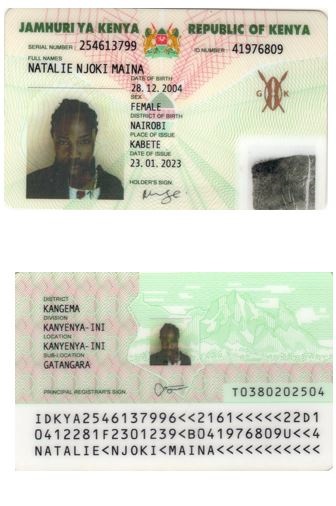 JAMHURI YA KENYA REPUBLIC OF KENYA
SERIAL NUMBER: 254613799 ID NUMBER: 41976809
FULL NAMES
NATALIE NJOKI MAINA
DATE OF BIRTH
28. 12. 2004
SEX
FEMALE
DISTRICT OF BIRTH
NAIROBI
PLACE OF ISSUE
KABETE
DATE OF ISSUE
23. 01. 2023
HOLDER'S SIGN.
G K
DISTRICT
KANGEMA
DIVISION
KANYENYA-INI
LOCATION
KANYENYA-INI
SUB-LOCATION
GATANGARA
PRINCIPAL REGISTRAR'S SIGN.
T0380202504
IDKYA2546137996<<2161<<<<<22D1
0412281F2301239<B041976809U<<4
NATALIE<NJOKI<MAINA<<<<<<<<<<<